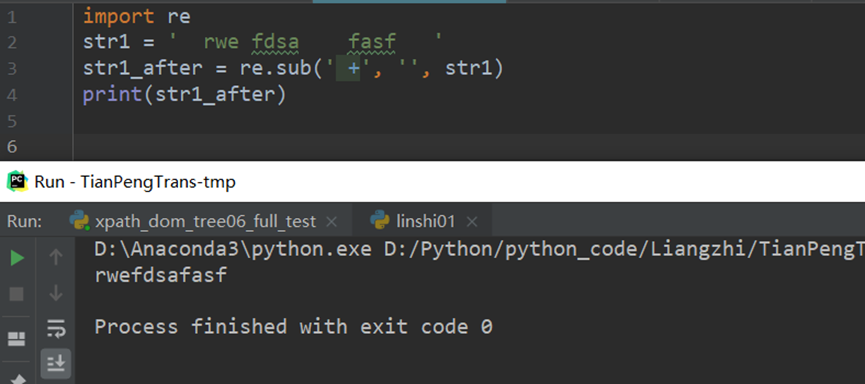 1 import re
2 str1 = '  rwe fdsa    fasf   '
3 str1_after = re.sub(' +', '', str1)
4 print(str1_after)
5
6
PC Run - TianPengTrans-tmp
Run: xpath_dom_tree06_full_test × linshi01 ×
D:\Anaconda3\python.exe D:/Python/python_code/Liangzhi/TianPengT
rwefdsafasf
Process finished with exit code 0